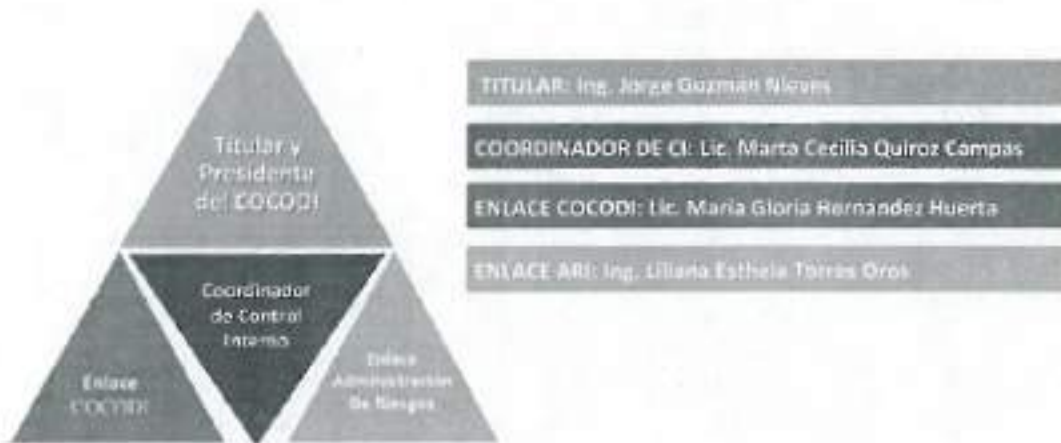 Titular y
Presidente
del COCODI
Coordinador
de Control
Interno
Enlace
COCODI
Enlace
Administración
De Riesgos
TITULAR: Ing. Jorge Guzmán Nieves
COORDINADOR DE CI: Lic. Marta Cecilia Quiroz Campas
ENLACE COCODI: Lic. María Gloria Hernández Huerta
ENLACE ARI: Ing. Liliana Esthela Torres Oros